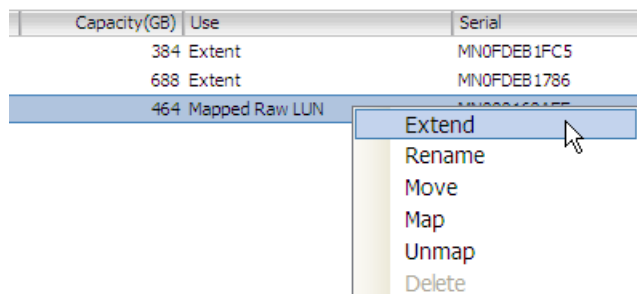 Capacity(GB) Use Serial
384 Extent MN0FDEB1FC5
688 Extent MN0FDEB1786
464 Mapped Raw LUN
Extend
Rename
Move
Map
Unmap
Delete